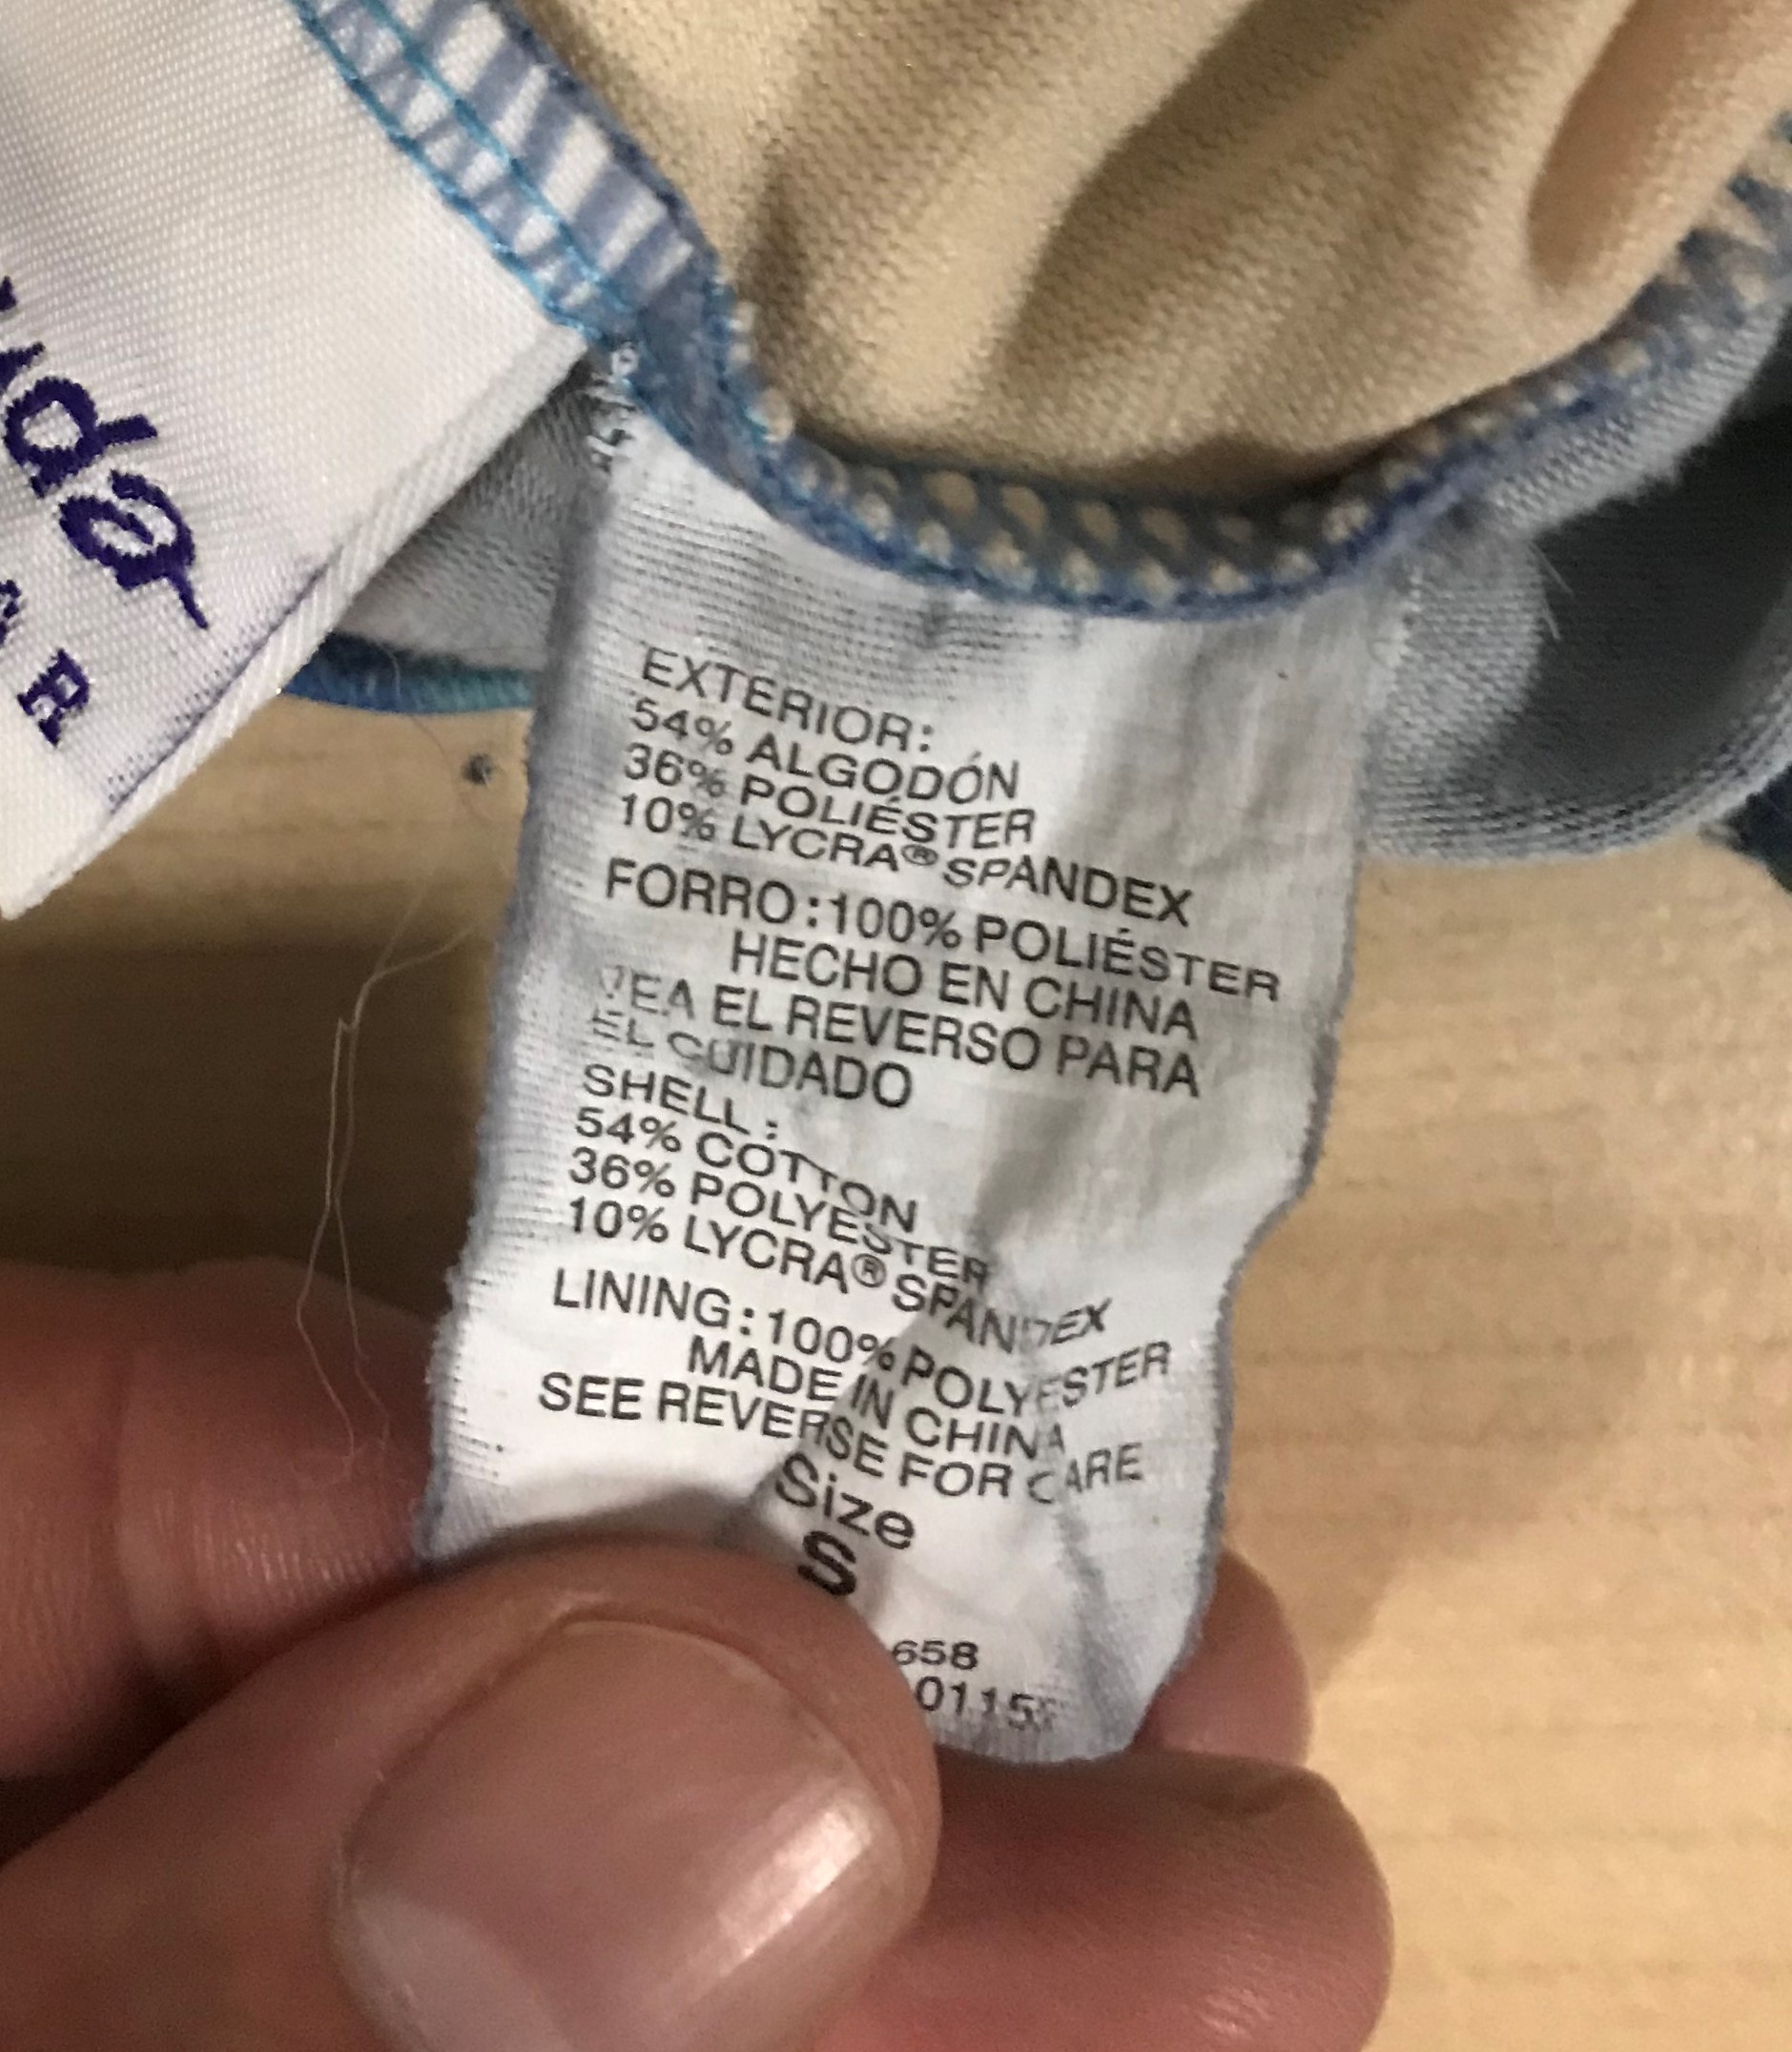 EXTERIOR:
54% ALGODÓN
36% POLIÉSTER
10% LYCRA® SPANDEX
FORRO:100% POLIÉSTER
HECHO EN CHINA
VEA EL REVERSO PARA
EL CUIDADO
SHELL:
54% COTTON
36% POLYESTER
10% LYCRA® SPANDEX
LINING:100% POLYESTER
MADE IN CHINA
SEE REVERSE FOR CARE
Size
S
658